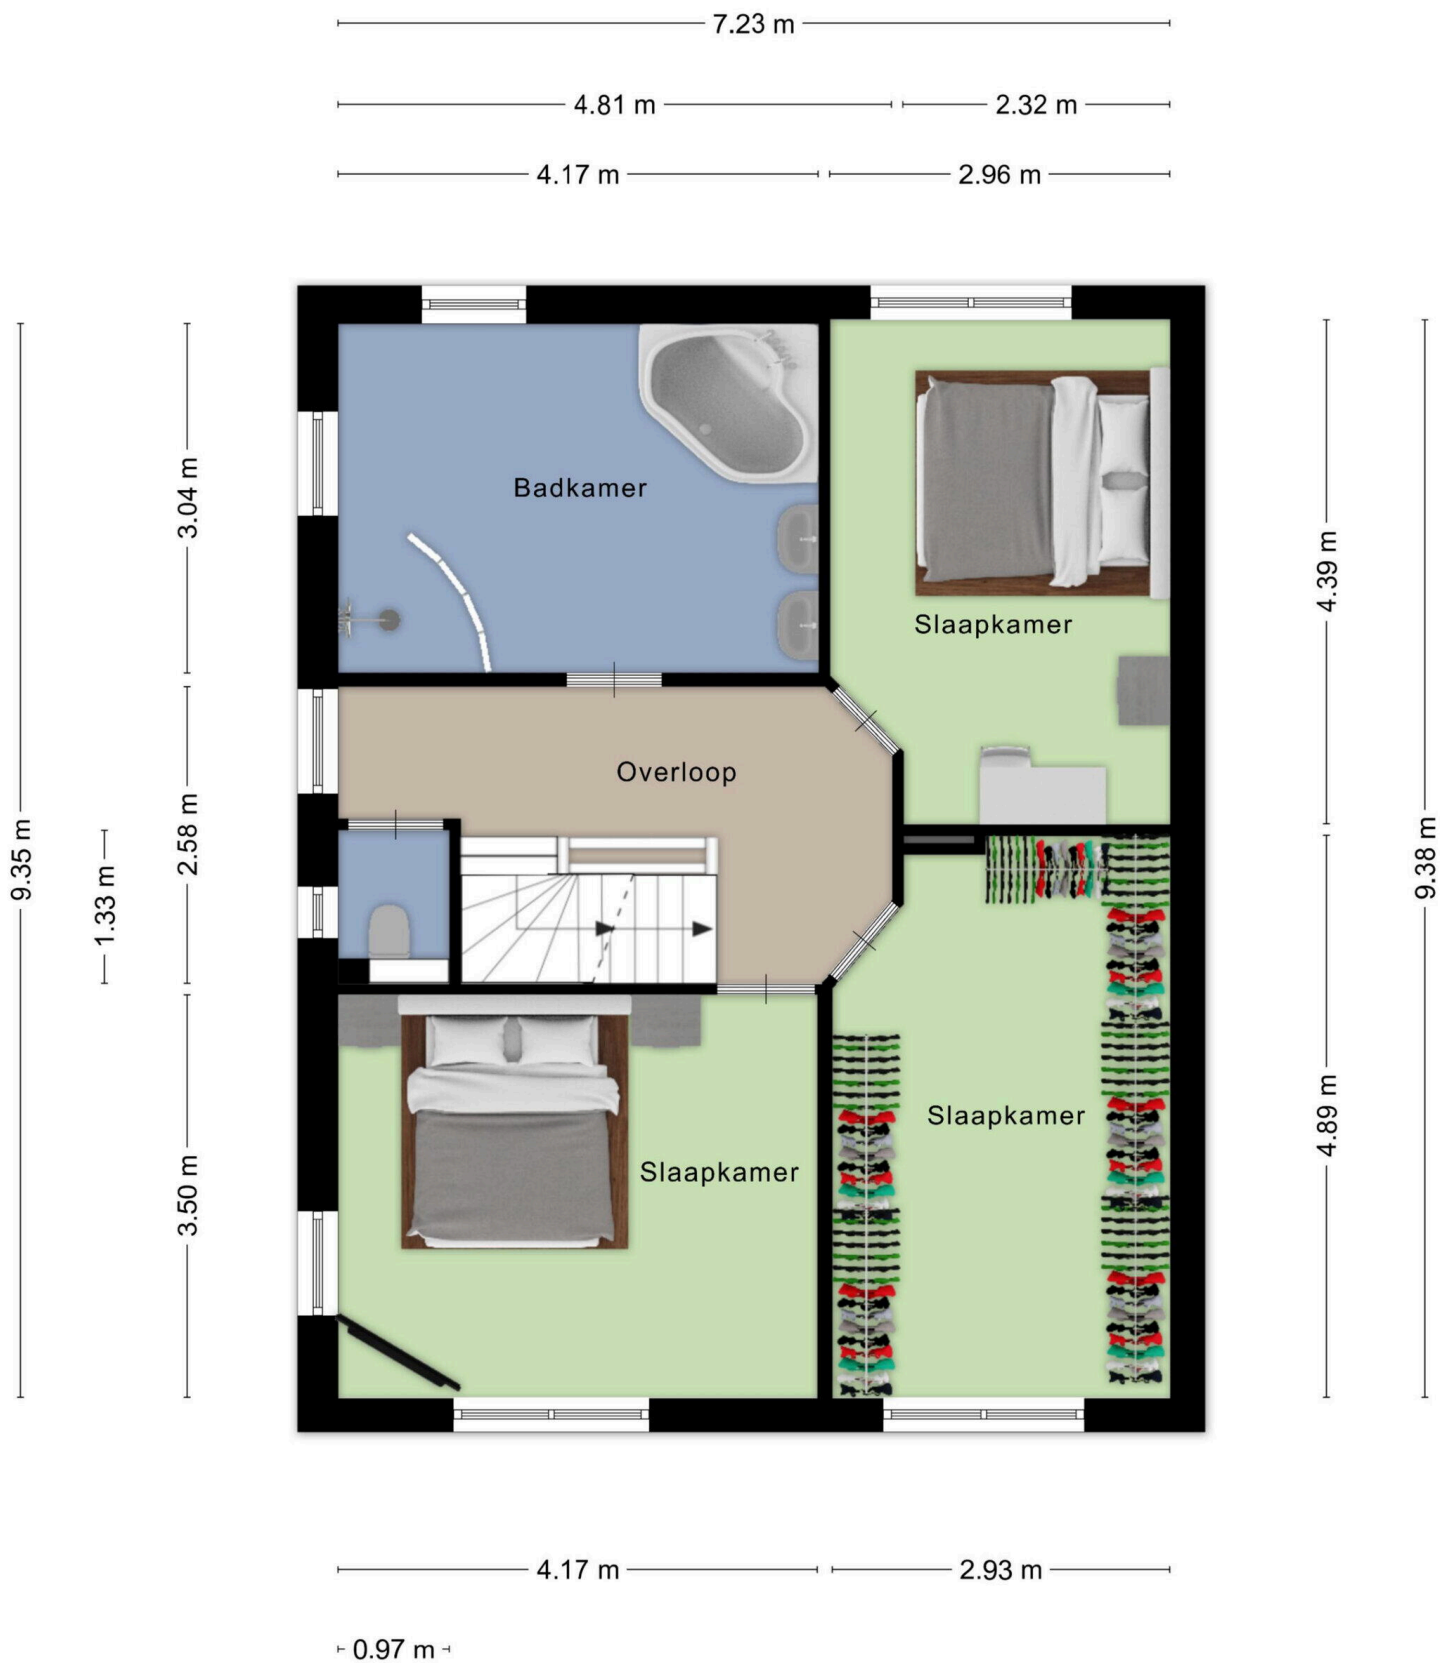 7.23 m
4.81 m
2.32 m
4.17 m
2.96 m
Badkamer
3.04 m
4.39 m
Slaapkamer
Overloop
9.35 m
1.33 m
2.58 m
9.38 m
Slaapkamer
4.89 m
Slaapkamer
3.50 m
4.17 m
2.93 m
0.97 m